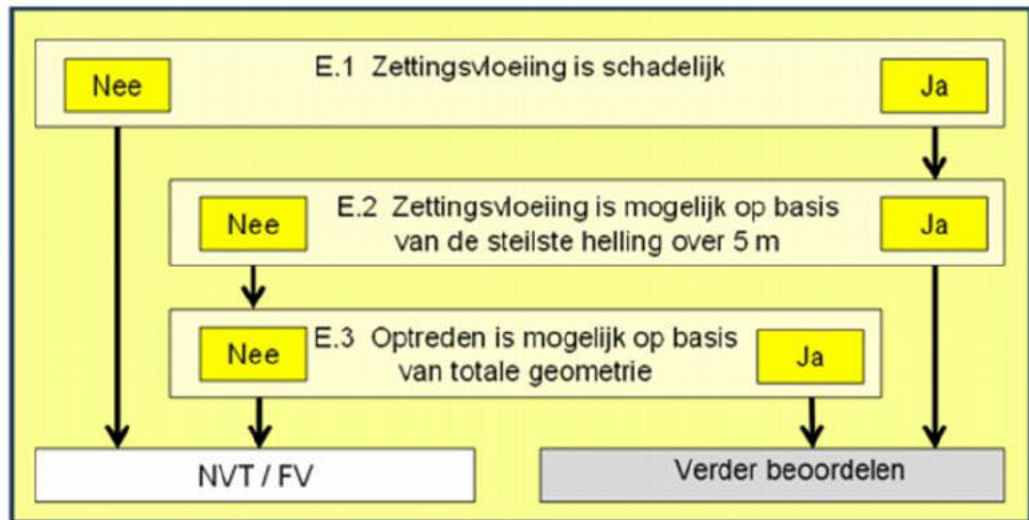 E.1 Zettingsvloeiing is schadelijk
Nee
Ja
E.2 Zettingsvloeiing is mogelijk op basis
van de steilste helling over 5 m
Nee
Ja
E.3 Optreden is mogelijk op basis
van totale geometrie
Nee
Ja
NVT / FV
Verder beoordelen